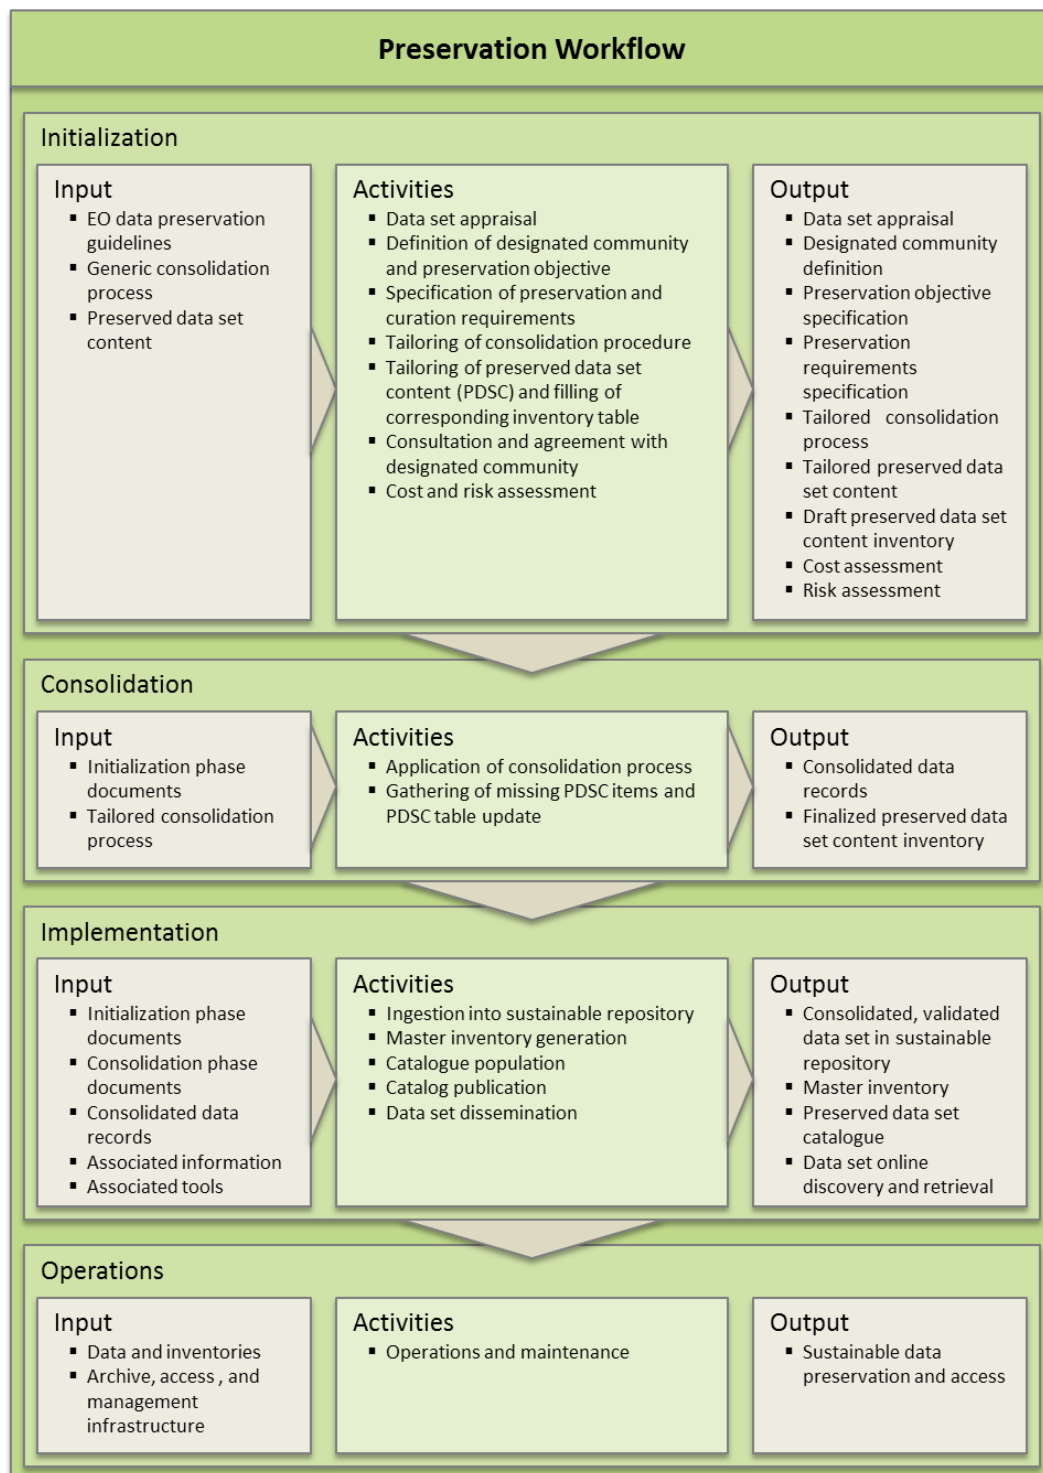 Preservation Workflow
Initialization
Input
▪ EO data preservation
guidelines
▪ Generic consolidation
process
▪ Preserved data set
content
Activities
▪ Data set appraisal
▪ Definition of designated community
and preservation objective
▪ Specification of preservation and
curation requirements
▪ Tailoring of consolidation procedure
▪ Tailoring of preserved data set
content (PDSC) and filling of
corresponding inventory table
▪ Consultation and agreement with
designated community
▪ Cost and risk assessment
Output
▪ Data set appraisal
▪ Designated community
definition
▪ Preservation objective
specification
▪ Preservation
requirements
specification
▪ Tailored consolidation
process
▪ Tailored preserved data
set content
▪ Draft preserved data set
content inventory
▪ Cost assessment
▪ Risk assessment
Consolidation
Input
▪ Initialization phase
documents
▪ Tailored consolidation
process
Activities
▪ Application of consolidation process
▪ Gathering of missing PDSC items and
PDSC table update
Output
▪ Consolidated data
records
▪ Finalized preserved data
set content inventory
Implementation
Input
▪ Initialization phase
documents
▪ Consolidation phase
documents
▪ Consolidated data
records
▪ Associated information
▪ Associated tools
Activities
▪ Ingestion into sustainable repository
▪ Master inventory generation
▪ Catalogue population
▪ Catalog publication
▪ Data set dissemination
Output
▪ Consolidated, validated
data set in sustainable
repository
▪ Master inventory
▪ Preserved data set
catalogue
▪ Data set online
discovery and retrieval
Operations
Input
▪ Data and inventories
▪ Archive, access , and
management
infrastructure
Activities
▪ Operations and maintenance
Output
▪ Sustainable data
preservation and access